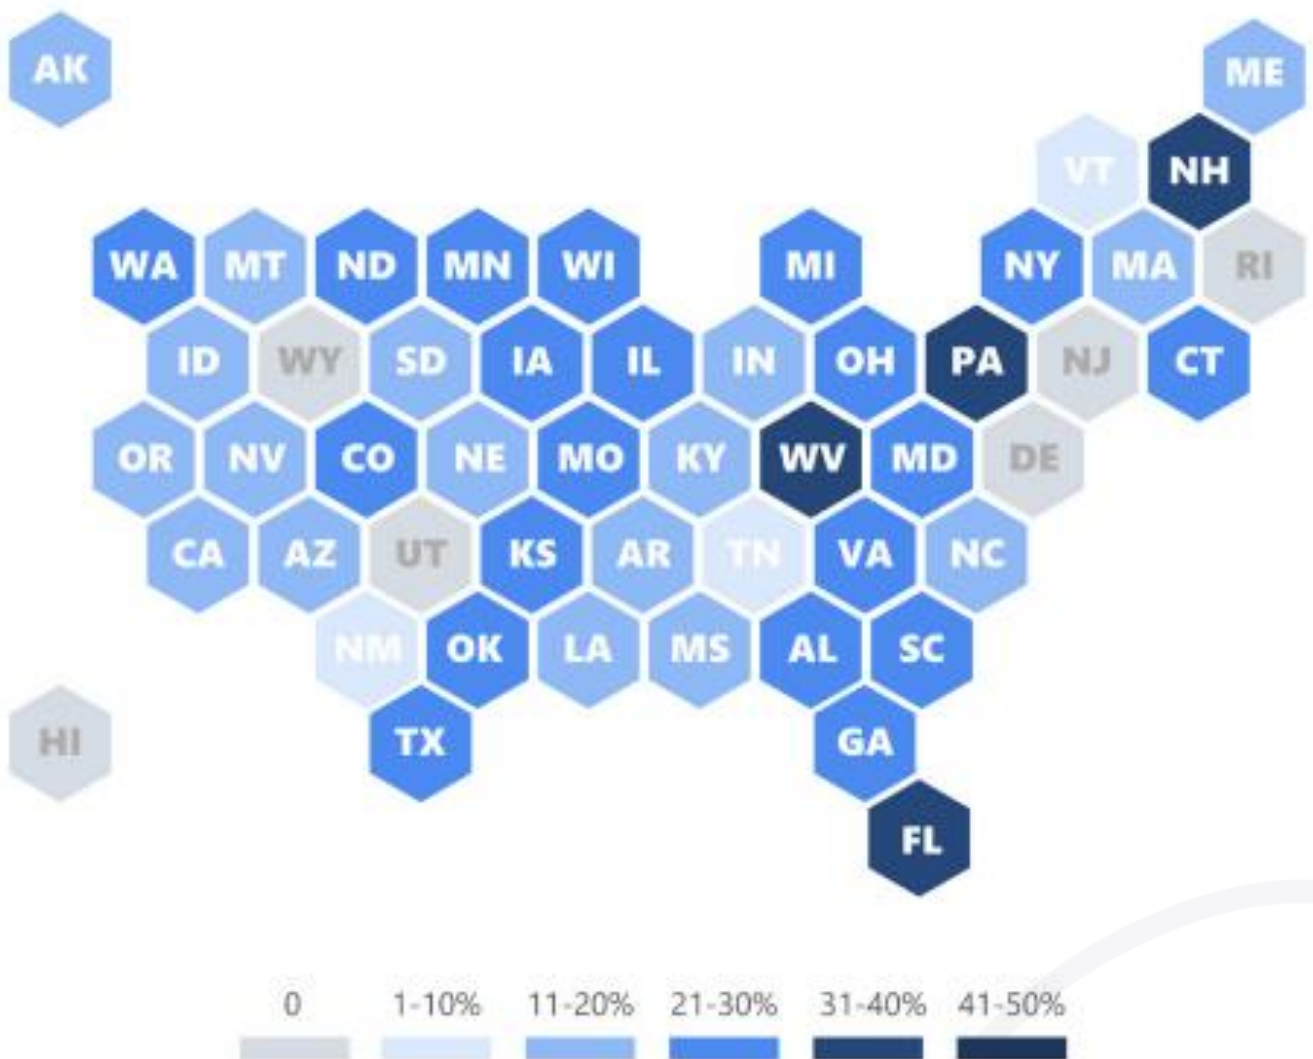 AK
ME
VT NH
WA MT ND MN WI MI NY MA RI
ID WY SD IA IL IN OH PA NJ CT
OR NV CO NE MO KY WV MD DE
CA AZ UT KS AR TN VA NC
NM OK LA MS AL SC
HI TX GA
FL
0 1-10% 11-20% 21-30% 31-40% 41-50%